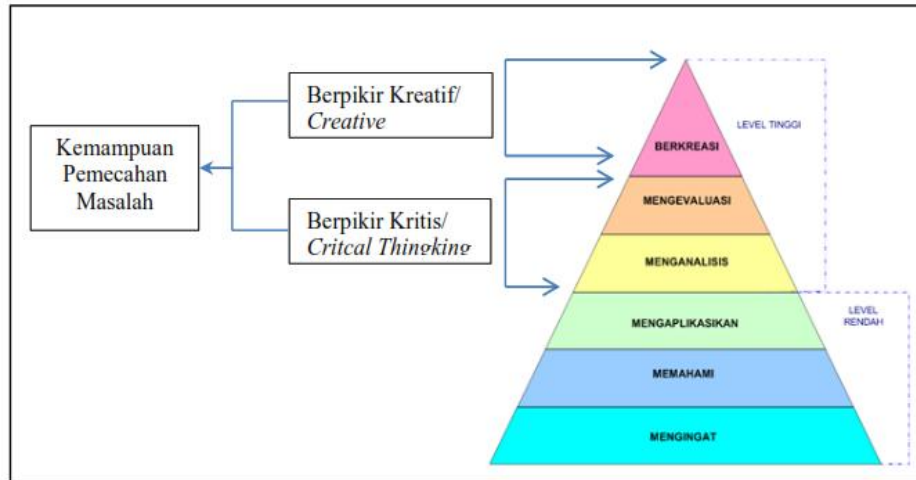 Kemampuan
Pemecahan
Masalah
Berpikir Kreatif/
Creative
Berpikir Kritis/
Critcal Thingking
LEVEL TINGGI
BERKREASI
MENGEVALUASI
MENGANALISIS
LEVEL
RENDAH
MENGAPLIKASIKAN
MEMAHAMI
MENGINGAT